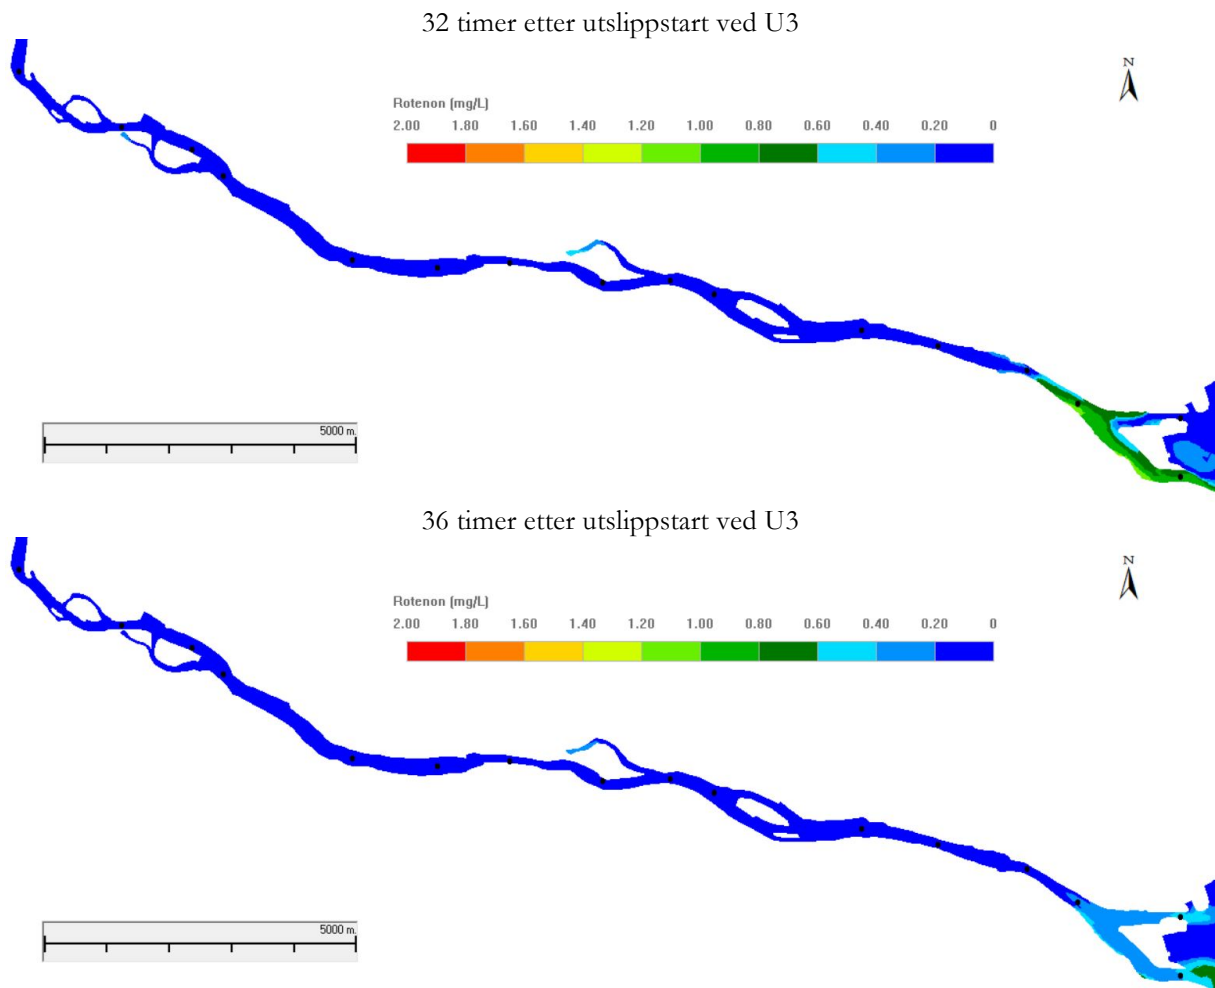 32 timer etter utslippstart ved U3
N
Rotenon (mg/L)
2.00 1.80 1.60 1.40 1.20 1.00 0.80 0.60 0.40 0.20 0
5000 m.
36 timer etter utslippstart ved U3
N
Rotenon (mg/L)
2.00 1.80 1.60 1.40 1.20 1.00 0.80 0.60 0.40 0.20 0
5000 m.